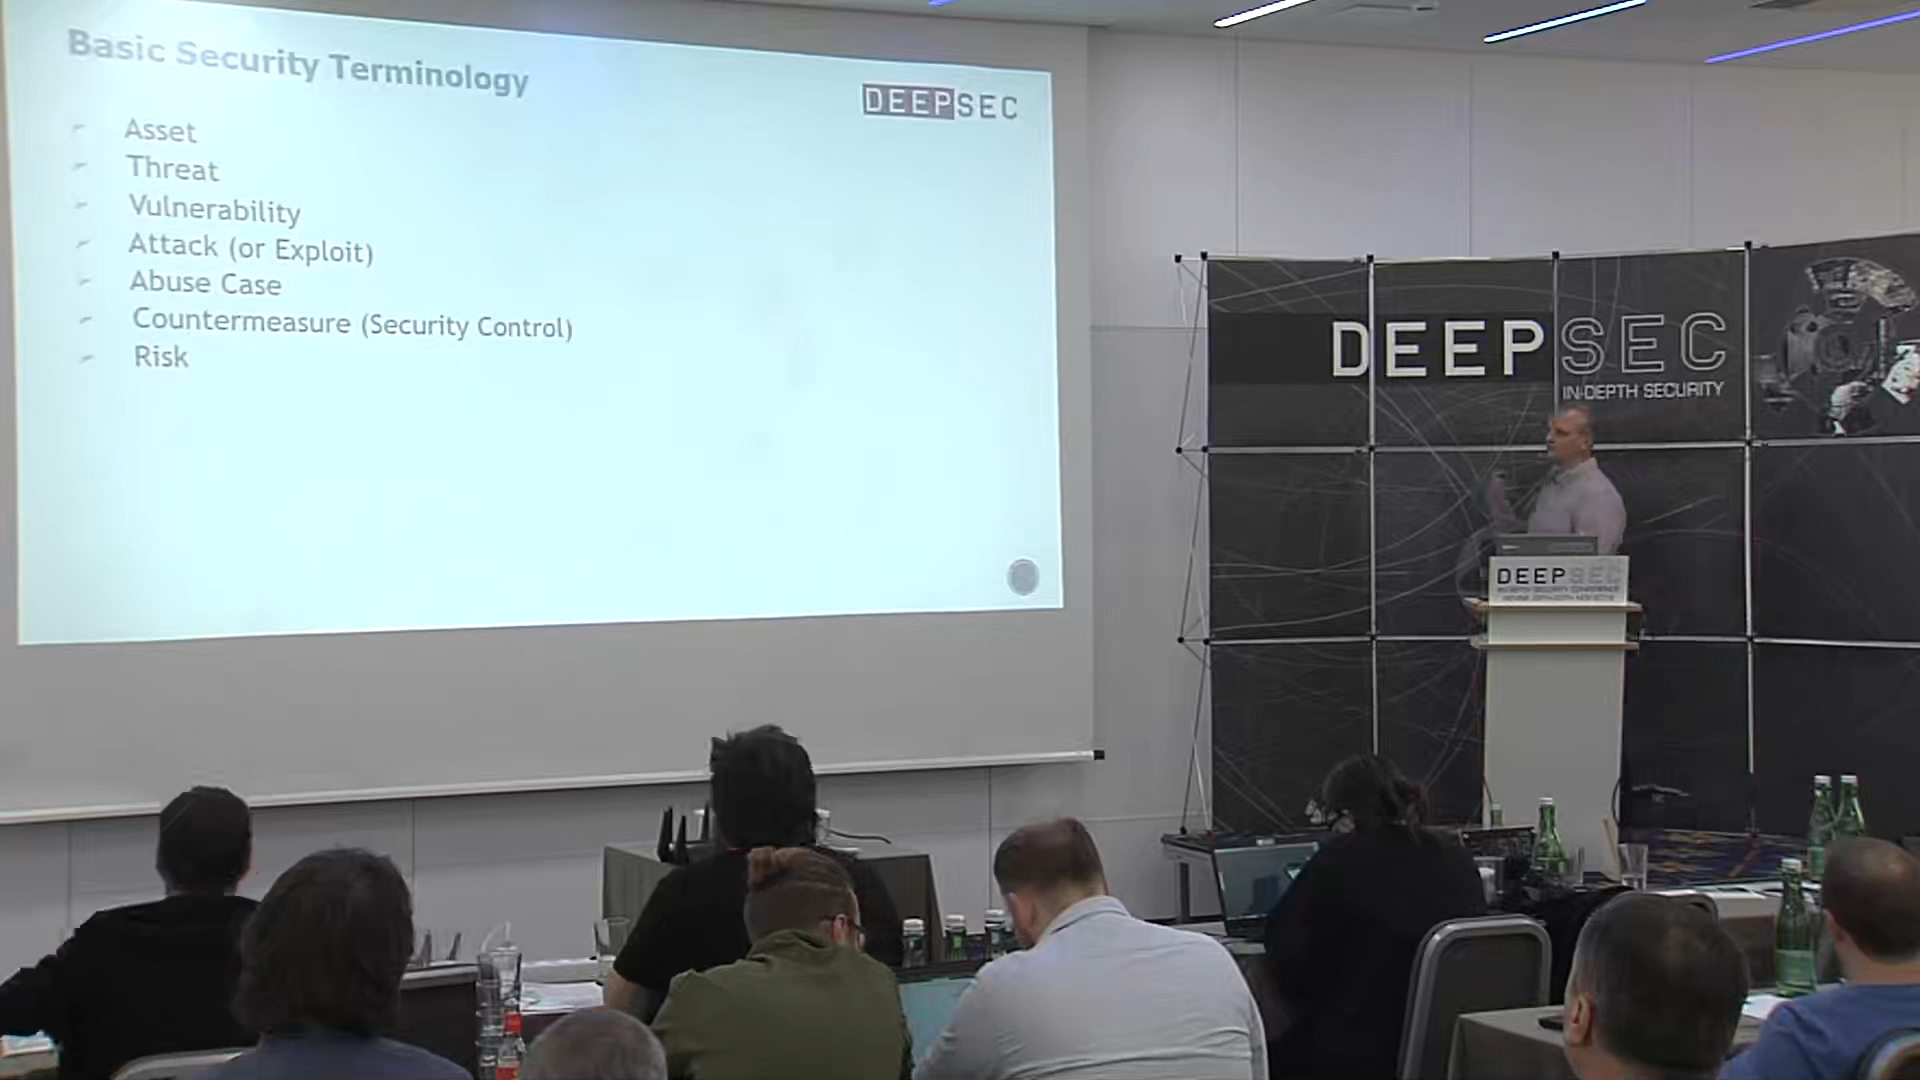 Basic Security Terminology
DEEPSEC
Asset
Threat
Vulnerability
Attack (or Exploit)
Abuse Case
Countermeasure (Security Control)
Risk
DEEPSEC
IN-DEPTH SECURITY
DEEPSEC